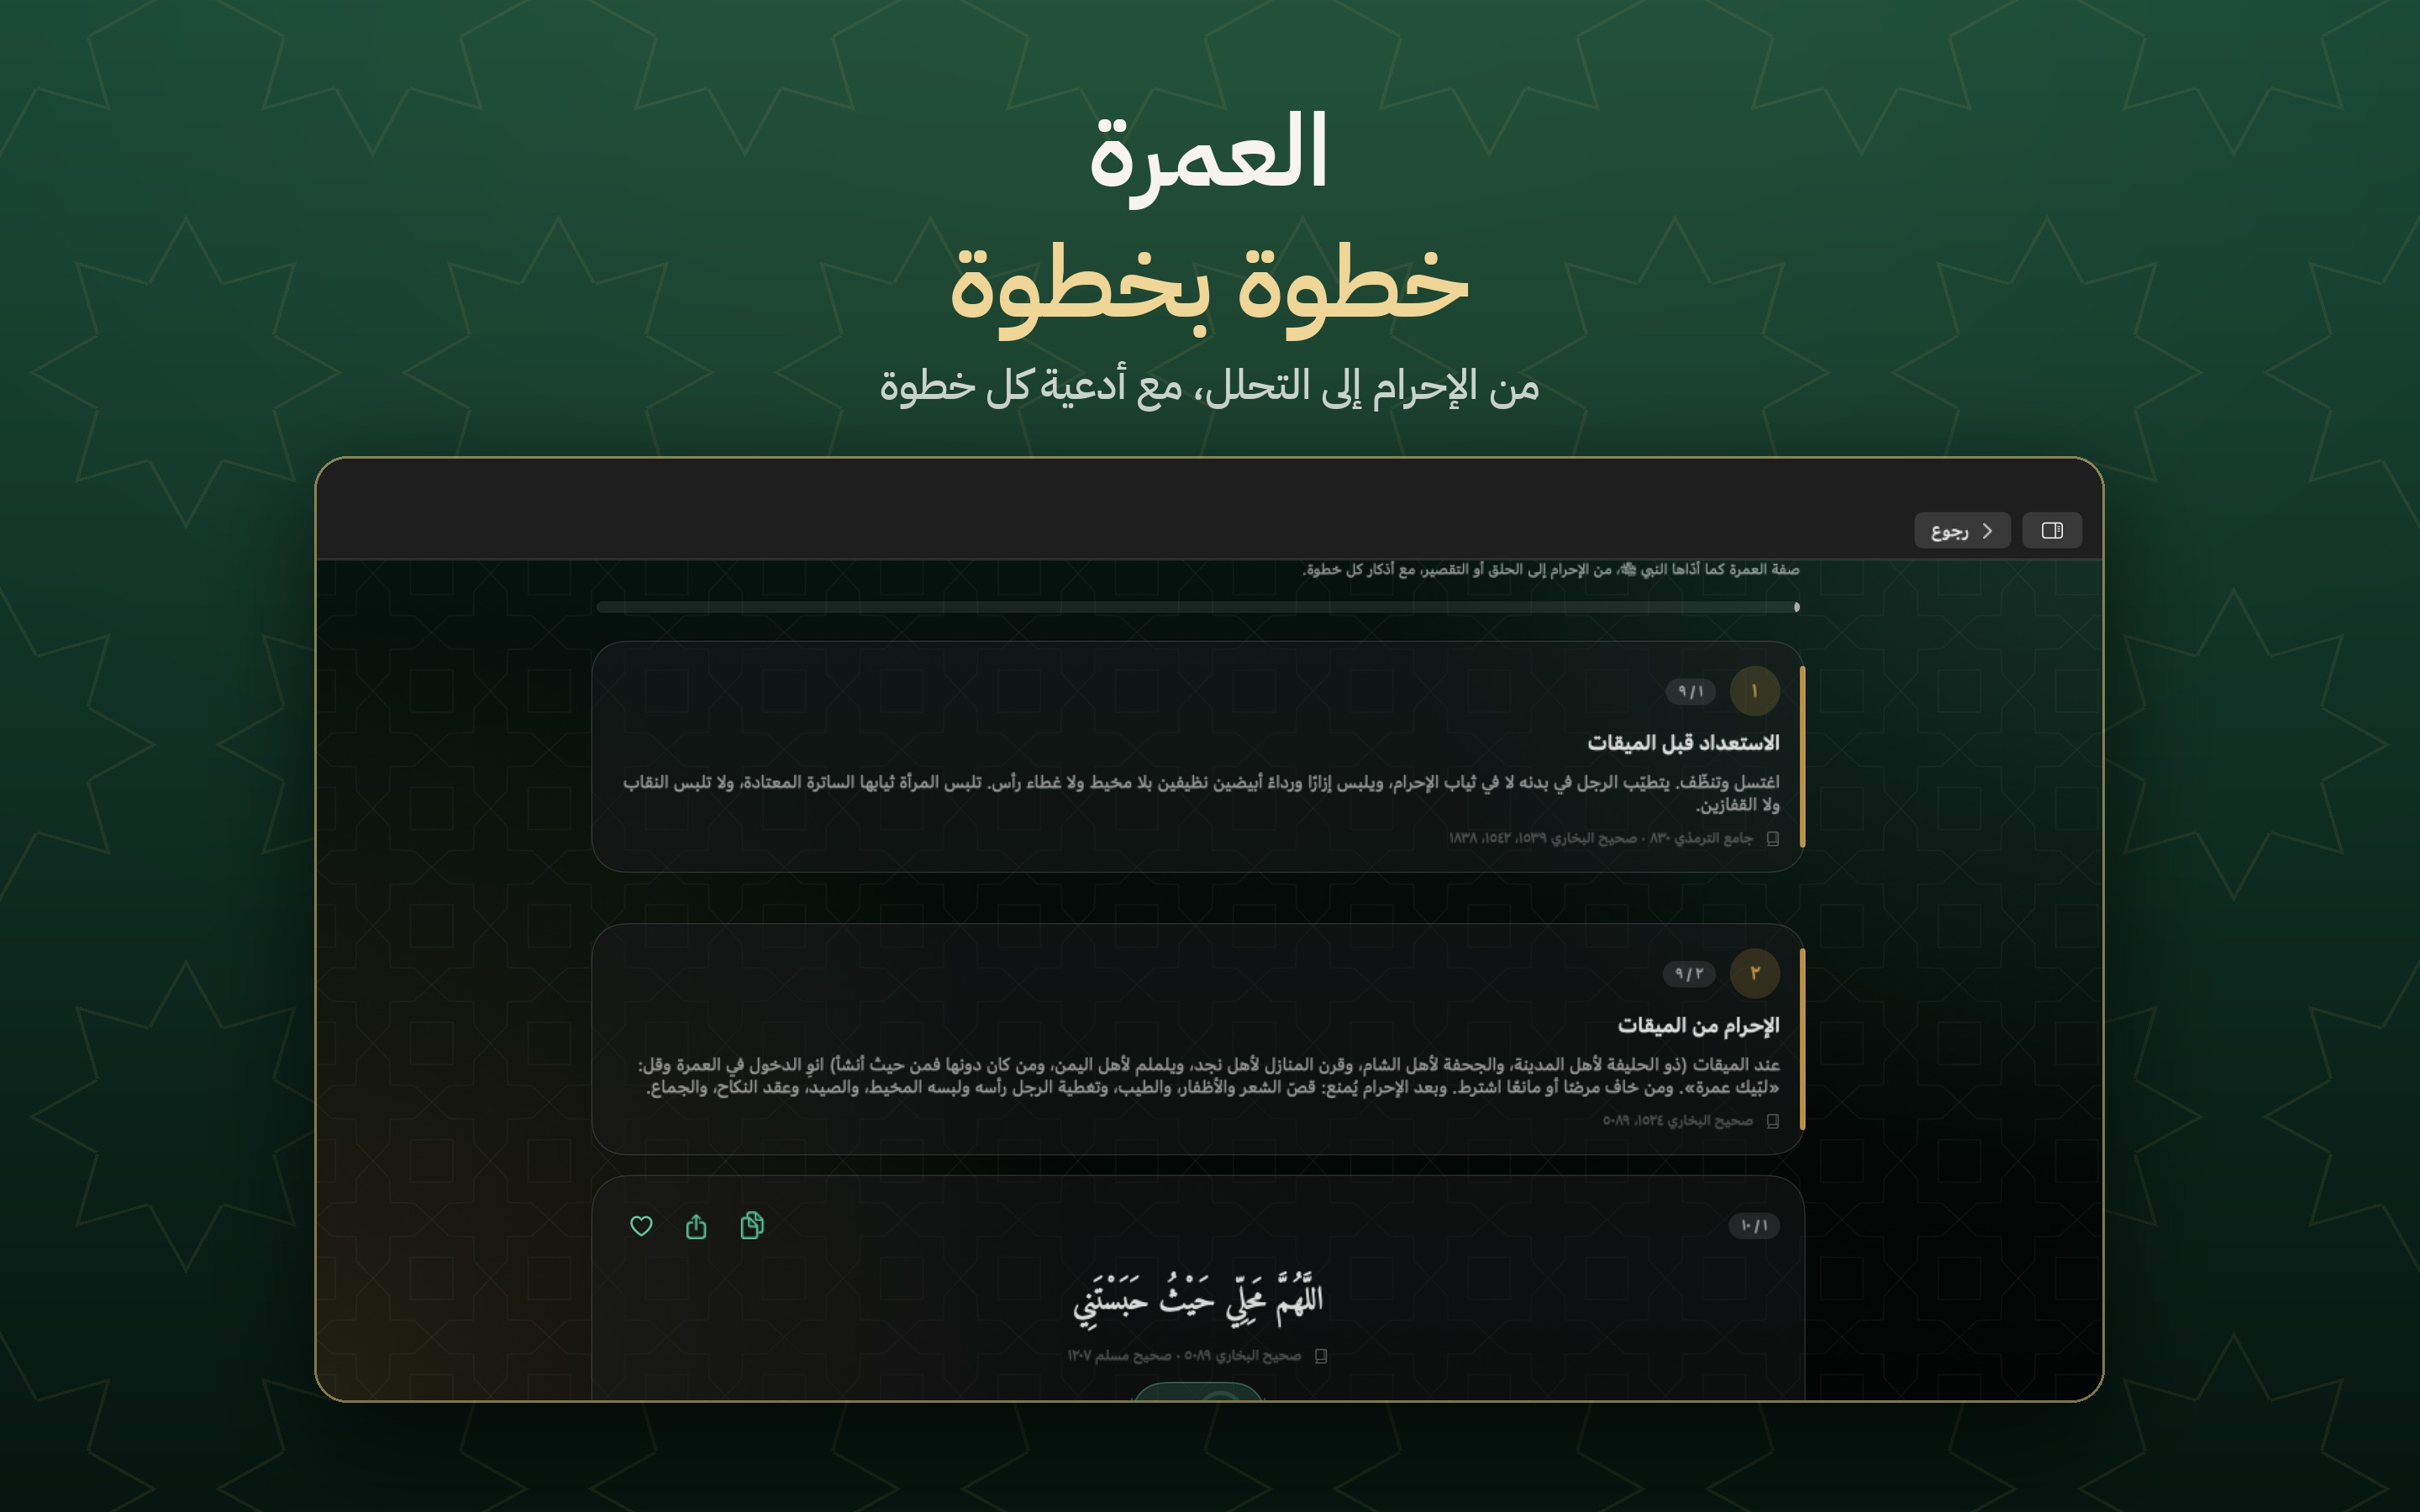 العمرة
خطوة بخطوة
من الإحرام إلى التحلل، مع أدعية كل خطوة
رجوع
صفة العمرة كما أدّاها النبي ﷺ، من الإحرام إلى الحلق أو التقصير، مع أذكار كل خطوة.
١
١ / ٩
الاستعداد قبل الميقات
اغتسل وتنظّف. يتطيّب الرجل في بدنه لا في ثياب الإحرام، ويلبس إزارًا ورداءً أبيضين نظيفين بلا مخيط ولا غطاء رأس. تلبس المرأة ثيابها الساترة المعتادة، ولا تلبس النقاب
ولا القفازين.
جامع الترمذي ٨٣٠ · صحيح البخاري ١٥٣٩، ١٥٤٢، ١٨٣٨
٢
٢ / ٩
الإحرام من الميقات
عند الميقات (ذو الحليفة لأهل المدينة، والجحفة لأهل الشام، وقرن المنازل لأهل نجد، ويلملم لأهل اليمن، ومن كان دونها فمن حيث أنشأ) انوِ الدخول في العمرة وقل:
«لبّيك عمرة». ومن خاف مرضًا أو مانعًا اشترط. وبعد الإحرام يُمنع: قصّ الشعر والأظفار، والطيب، وتغطية الرجل رأسه ولبسه المخيط، والصيد، وعقد النكاح، والجماع.
صحيح البخاري ١٥٢٤، ٥٠٨٩
١ / ١٠
اللَّهُمَّ مَحِلِّي حَيْثُ حَبَسْتَنِي
صحيح البخاري ٥٠٨٩ · صحيح مسلم ١٢٠٧